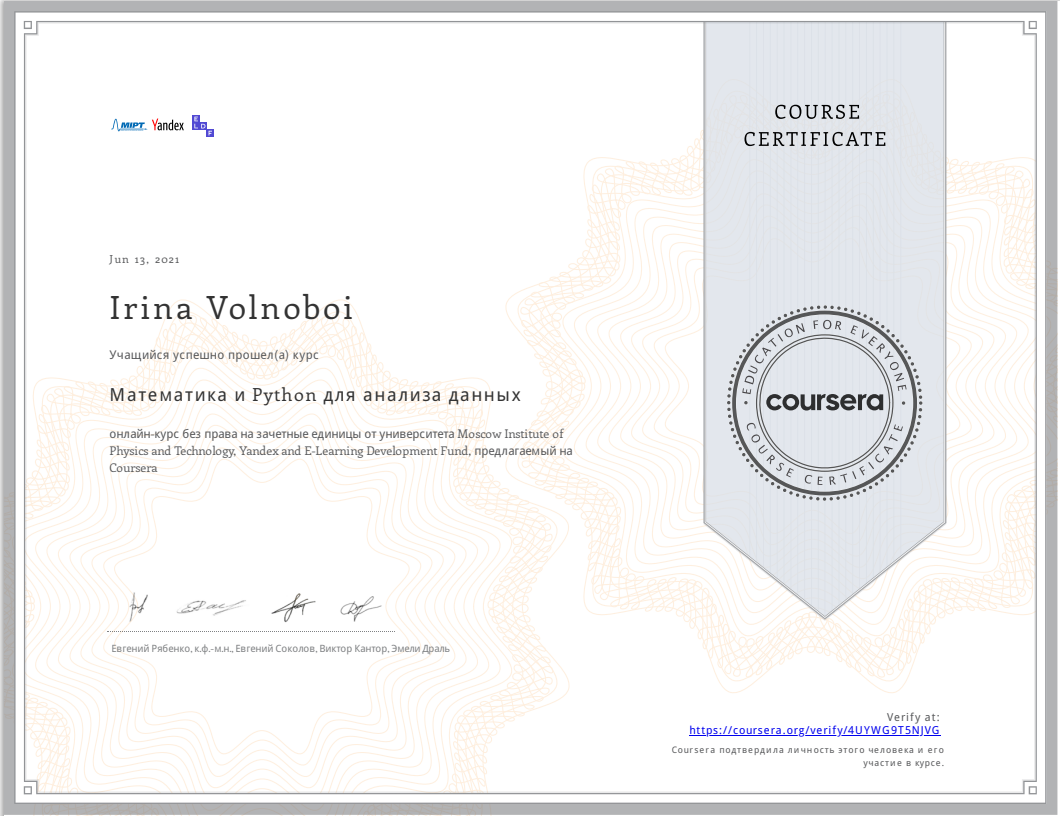 MIPT Yandex E L D F
COURSE
CERTIFICATE
Jun 13, 2021
Irina Volnoboi
Учащийся успешно прошел(а) курс
Математика и Python для анализа данных
онлайн-курс без права на зачетные единицы от университета Moscow Institute of
Physics and Technology, Yandex and E-Learning Development Fund, предлагаемый на
Coursera
EDUCATION FOR EVERYONE
coursera
COURSE CERTIFICATE
Евгений Рябенко, к.ф.-м.н., Евгений Соколов, Виктор Кантор, Эмели Драль
Verify at:
https://coursera.org/verify/4UYWG9T5NJVG
Coursera подтвердила личность этого человека и его
участие в курсе.